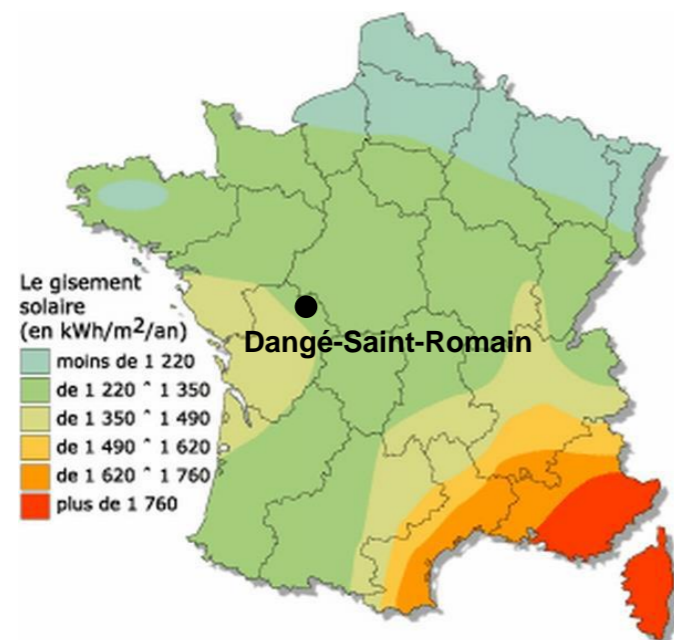 Le gisement
solaire
(en kWh/m2/an)
Dangé-Saint-Romain
moins de 1 220
de 1 220 ˆ 1 350
de 1 350 ˆ 1 490
de 1 490 ˆ 1 620
de 1 620 ˆ 1 760
plus de 1 760